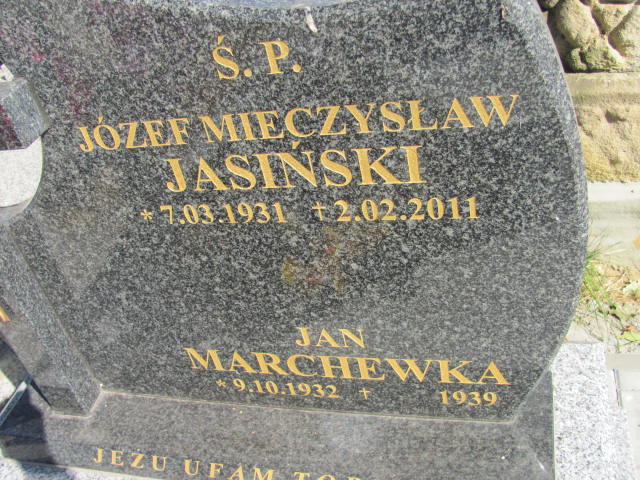 Ś. P.
JÓZEF MIECZYSŁAW
JASIŃSKI
* 7.03.1931 † 2.02.2011
JAN
MARCHEWKA
* 9.10.1932 † 1939
JEZU UFAM